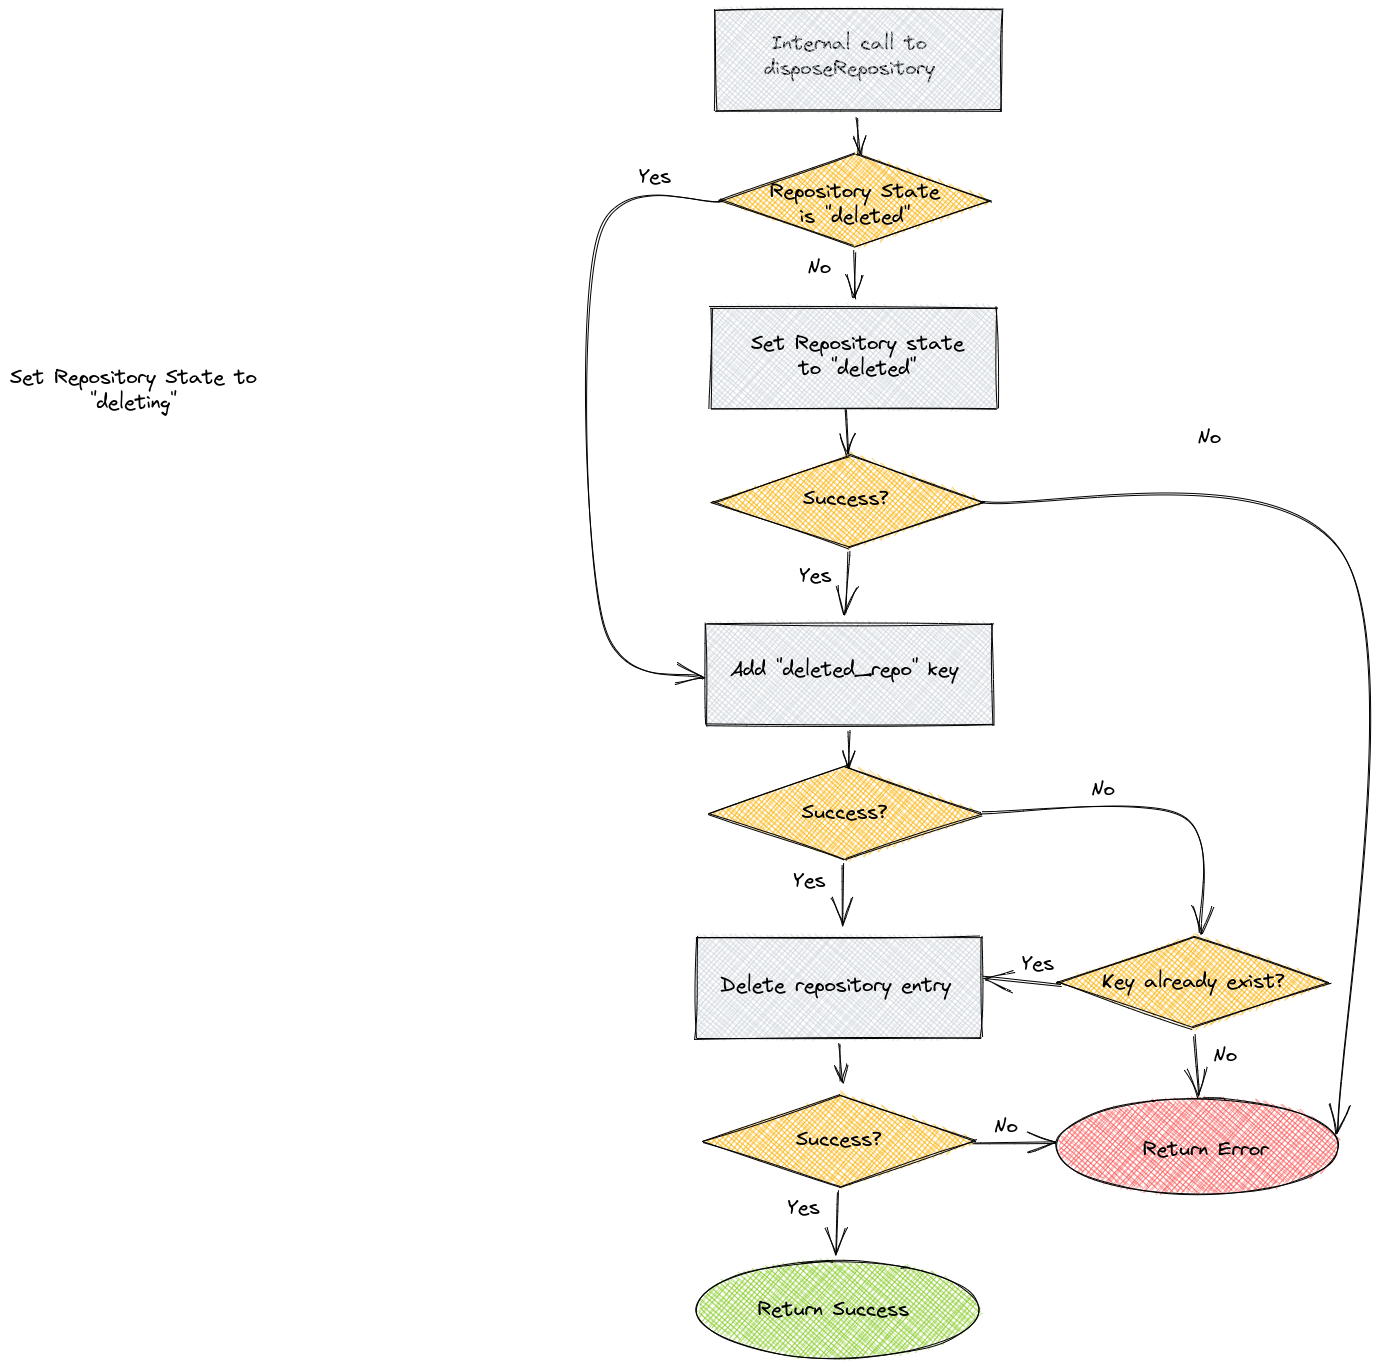 Internal call to
disposeRepository
Yes
Repository State
is "deleted"
No
Set Repository state
to "deleted"
Set Repository State to
"deleting"
No
Success?
Yes
Add "deleted_repo" key
No
Success?
Yes
Yes
Delete repository entry
Key already exist?
No
No
Success?
Return Error
Yes
Return Success